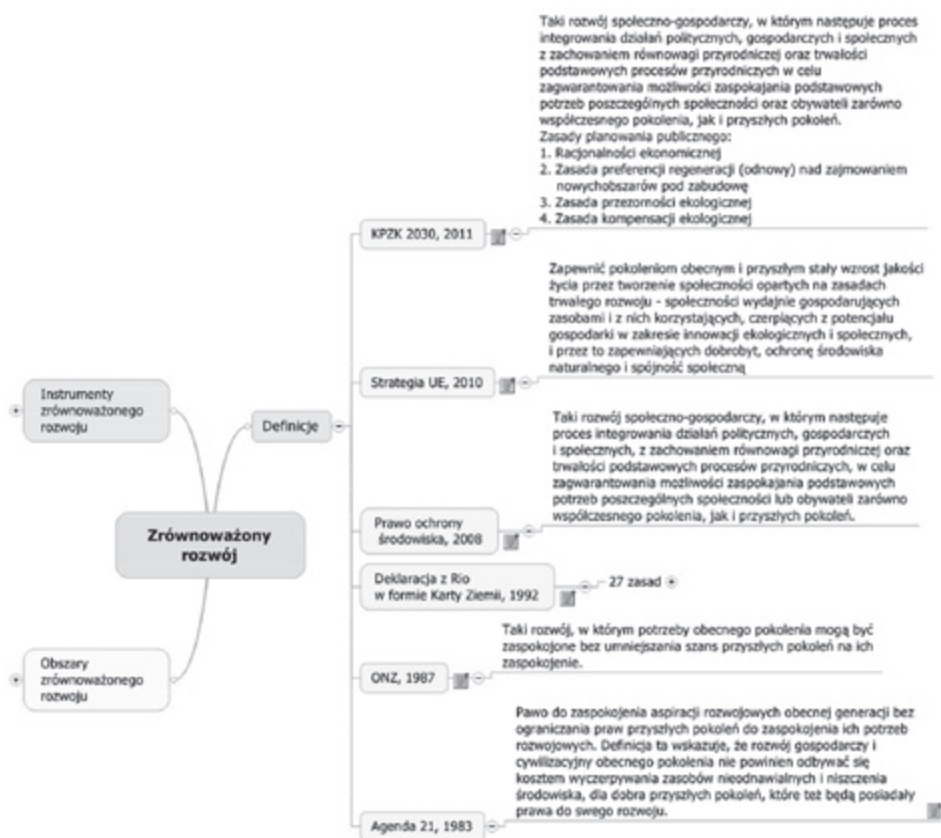 Taki rozwój społeczno-gospodarczy, w którym następuje proces
integrowania działań politycznych, gospodarczych i społecznych
z zachowaniem równowagi przyrodniczej oraz trwałości
podstawowych procesów przyrodniczych w celu
zagwarantowania możliwości zaspokajania podstawowych
potrzeb poszczególnych społeczności oraz obywateli zarówno
współczesnego pokolenia, jak i przyszłych pokoleń.
Zasady planowania publicznego:
1. Racjonalności ekonomicznej
2. Zasada preferencji regeneracji (odnowy) nad zajmowaniem
nowychobszarów pod zabudowę
3. Zasada przezorności ekologicznej
4. Zasada kompensacji ekologicznej
KPZK 2030, 2011
Zapewnić pokoleniom obecnym i przyszłym stały wzrost jakości
życia przez tworzenie społeczności opartych na zasadach
trwałego rozwoju - społeczności wydajnie gospodarujących
zasobami i z nich korzystających, czerpiących z potencjału
gospodarki w zakresie innowacji ekologicznych i społecznych,
i przez to zapewniających dobrobyt, ochronę środowiska
naturalnego i spójność społeczną
Strategia UE, 2010
Instrumenty
zrównoważonego
rozwoju
Definicje
Taki rozwój społeczno-gospodarczy, w którym następuje
proces integrowania działań politycznych, gospodarczych
i społecznych, z zachowaniem równowagi przyrodniczej oraz
trwałości podstawowych procesów przyrodniczych, w celu
zagwarantowania możliwości zaspokajania podstawowych
potrzeb poszczególnych społeczności lub obywateli zarówno
współczesnego pokolenia, jak i przyszłych pokoleń.
Prawo ochrony
środowiska, 2008
Zrównoważony
rozwój
Deklaracja z Rio
w formie Karty Ziemii, 1992
27 zasad
Taki rozwój, w którym potrzeby obecnego pokolenia mogą być
zaspokojone bez umniejszania szans przyszłych pokoleń na ich
zaspokojenie.
ONZ, 1987
Obszary
zrównoważonego
rozwoju
Pawo do zaspokojenia aspiracji rozwojowych obecnej generacji bez
ograniczania praw przyszłych pokoleń do zaspokojenia ich potrzeb
rozwojowych. Definicja ta wskazuje, że rozwój gospodarczy i
cywilizacyjny obecnego pokolenia nie powinien odbywać się
kosztem wyczerpywania zasobów nieodnawialnych i niszczenia
środowiska, dla dobra przyszłych pokoleń, które też będą posiadały
prawa do swego rozwoju.
Agenda 21, 1983